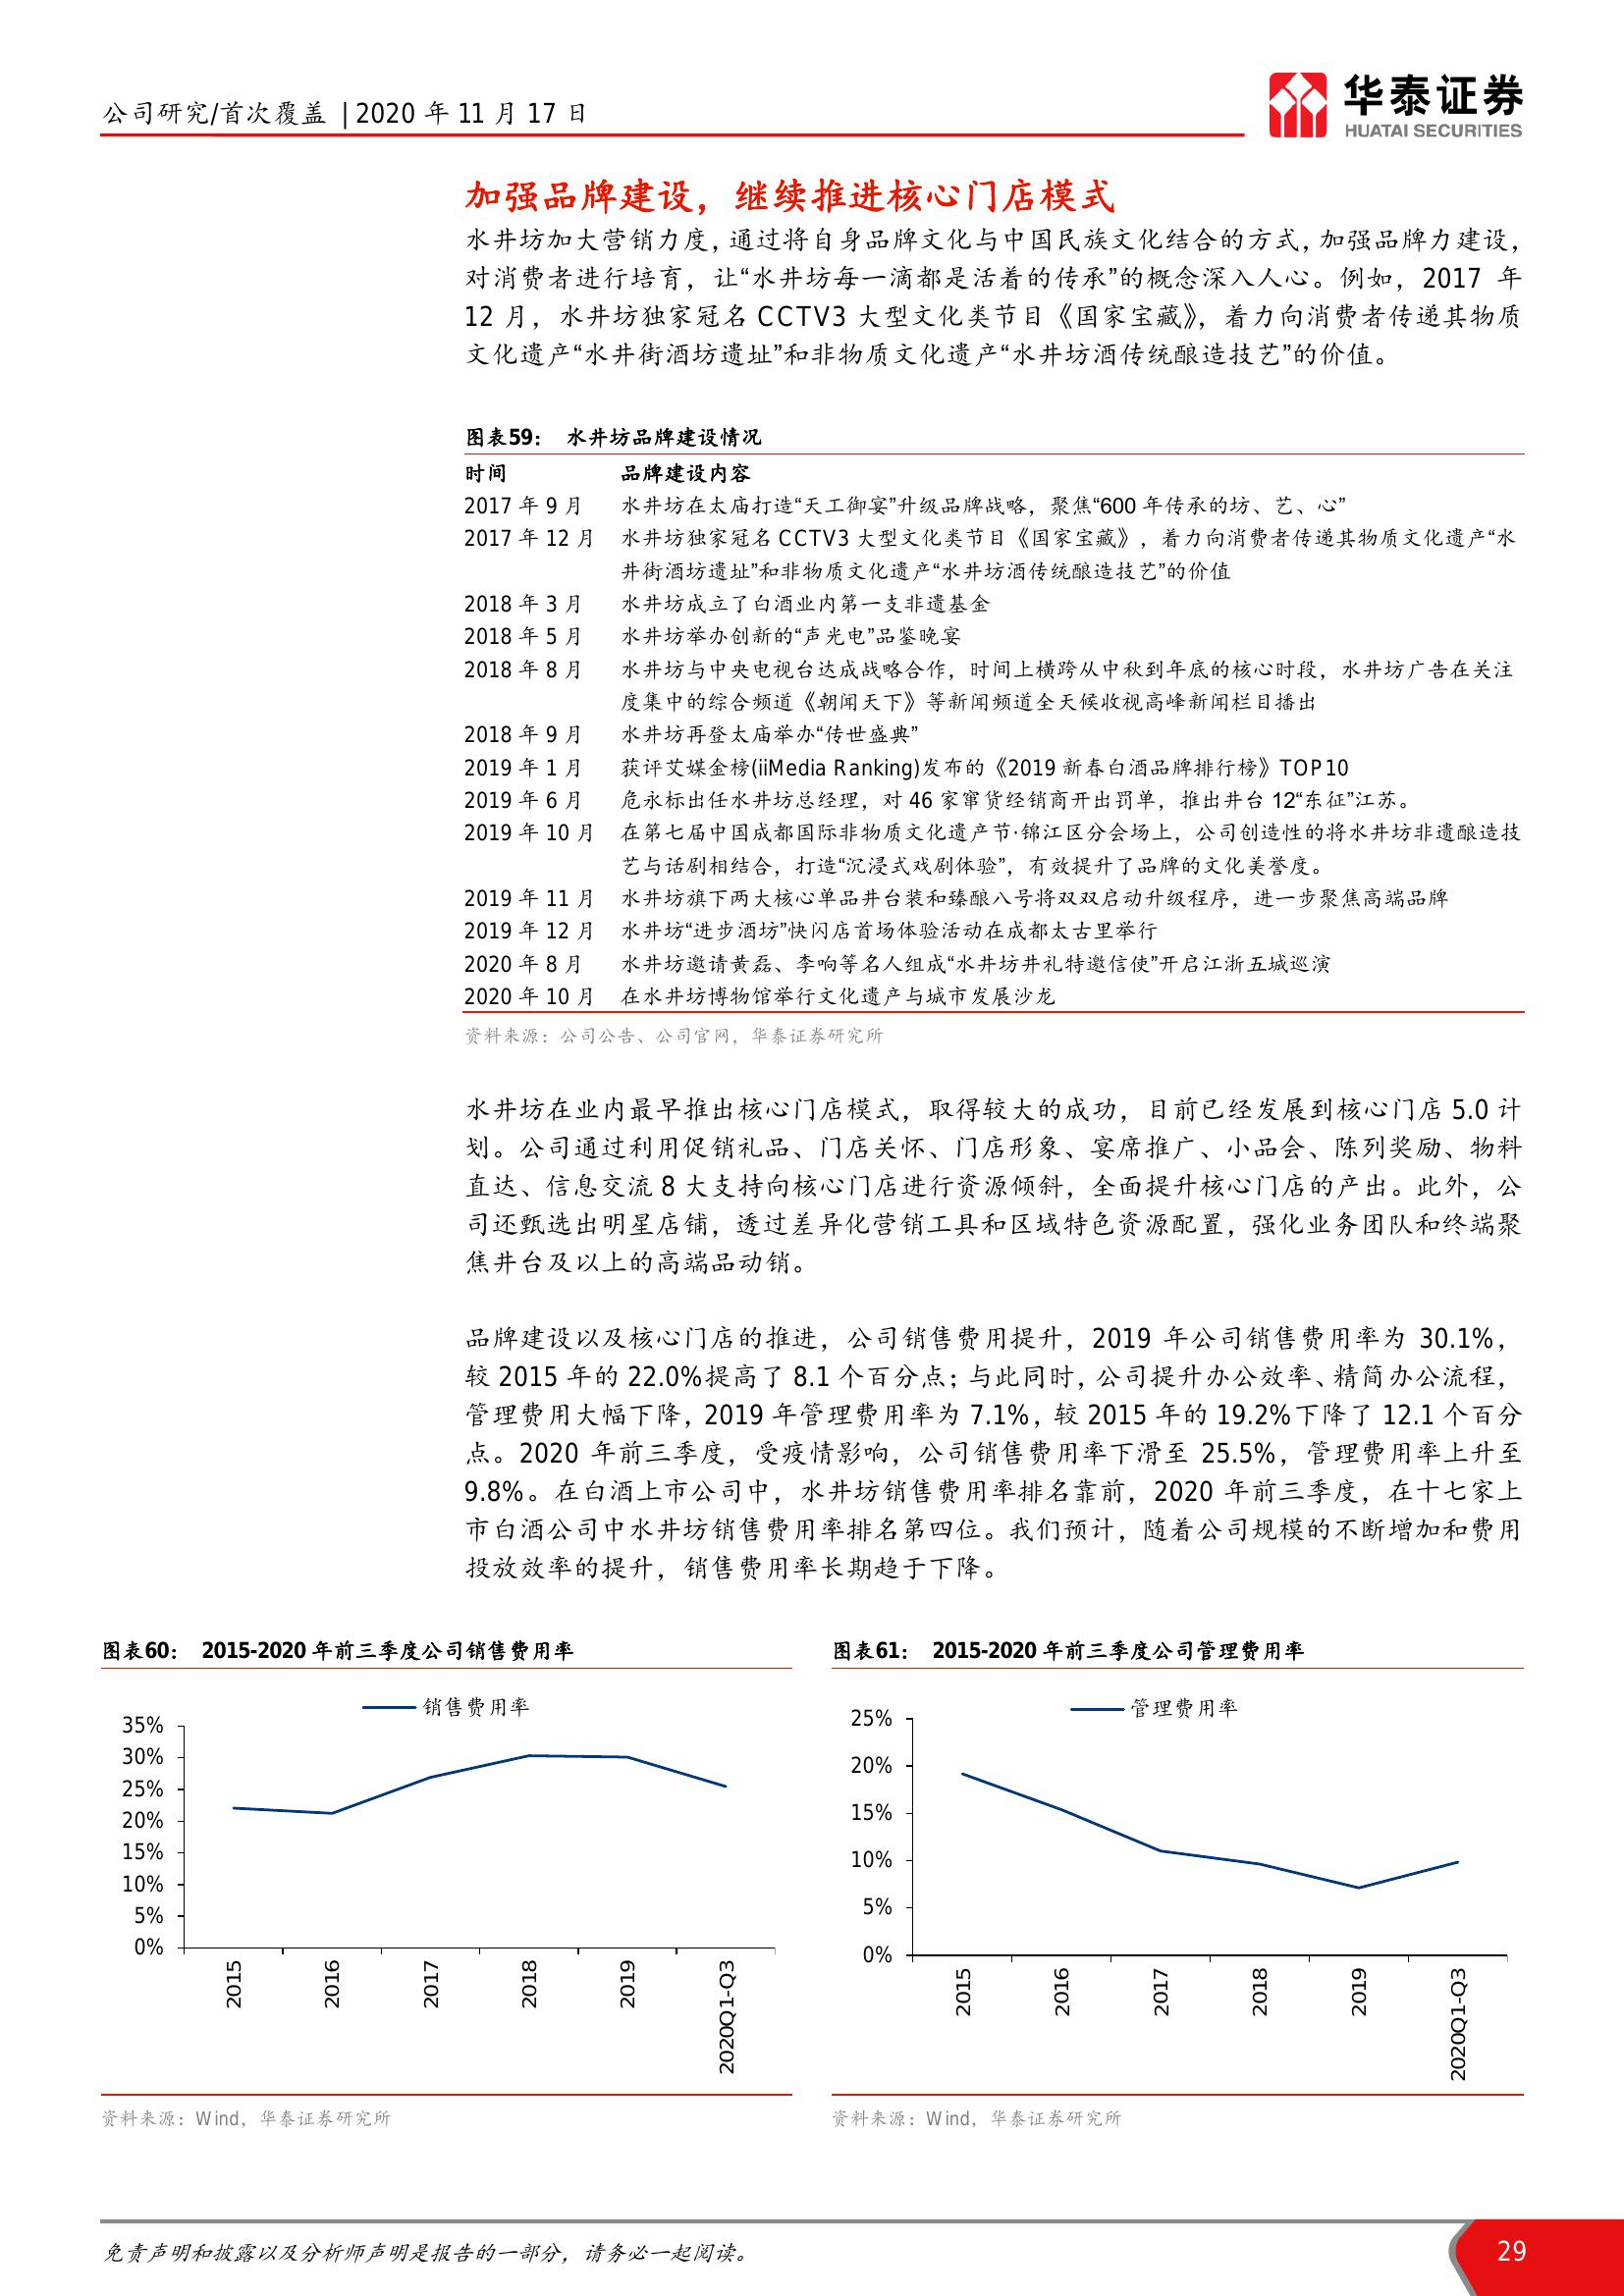 公司研究/首次覆盖 | 2020 年 11 月 17 日
华泰证券
HUATAI SECURITIES
加强品牌建设，继续推进核心门店模式
水井坊加大营销力度，通过将自身品牌文化与中国民族文化结合的方式，加强品牌力建设，
对消费者进行培育，让“水井坊每一滴都是活着的传承”的概念深入人心。例如，2017 年
12 月，水井坊独家冠名 CCTV3 大型文化类节目《国家宝藏》，着力向消费者传递其物质
文化遗产“水井街酒坊遗址”和非物质文化遗产“水井坊酒传统酿造技艺”的价值。
图表59： 水井坊品牌建设情况
时间 品牌建设内容
2017 年 9 月 水井坊在太庙打造“天工御宴”升级品牌战略，聚焦“600 年传承的坊、艺、心”
2017 年 12 月 水井坊独家冠名 CCTV3 大型文化类节目《国家宝藏》，着力向消费者传递其物质文化遗产“水
井街酒坊遗址”和非物质文化遗产“水井坊酒传统酿造技艺”的价值
2018 年 3 月 水井坊成立了白酒业内第一支非遗基金
2018 年 5 月 水井坊举办创新的“声光电”品鉴晚宴
2018 年 8 月 水井坊与中央电视台达成战略合作，时间上横跨从中秋到年底的核心时段，水井坊广告在关注
度集中的综合频道《朝闻天下》等新闻频道全天候收视高峰新闻栏目播出
2018 年 9 月 水井坊再登太庙举办“传世盛典”
2019 年 1 月 获评艾媒金榜(iiMedia Ranking)发布的《2019 新春白酒品牌排行榜》TOP10
2019 年 6 月 危永标出任水井坊总经理，对 46 家窜货经销商开出罚单，推出井台 12“东征”江苏。
2019 年 10 月 在第七届中国成都国际非物质文化遗产节·锦江区分会场上，公司创造性的将水井坊非遗酿造技
艺与话剧相结合，打造“沉浸式戏剧体验”，有效提升了品牌的文化美誉度。
2019 年 11 月 水井坊旗下两大核心单品井台装和臻酿八号将双双启动升级程序，进一步聚焦高端品牌
2019 年 12 月 水井坊“进步酒坊”快闪店首场体验活动在成都太古里举行
2020 年 8 月 水井坊邀请黄磊、李响等名人组成“水井坊井礼特邀信使”开启江浙五城巡演
2020 年 10 月 在水井坊博物馆举行文化遗产与城市发展沙龙
资料来源：公司公告、公司官网，华泰证券研究所
水井坊在业内最早推出核心门店模式，取得较大的成功，目前已经发展到核心门店 5.0 计
划。公司通过利用促销礼品、门店关怀、门店形象、宴席推广、小品会、陈列奖励、物料
直达、信息交流 8 大支持向核心门店进行资源倾斜，全面提升核心门店的产出。此外，公
司还甄选出明星店铺，透过差异化营销工具和区域特色资源配置，强化业务团队和终端聚
焦井台及以上的高端品动销。
品牌建设以及核心门店的推进，公司销售费用提升，2019 年公司销售费用率为 30.1%，
较 2015 年的 22.0%提高了 8.1 个百分点；与此同时，公司提升办公效率、精简办公流程，
管理费用大幅下降，2019 年管理费用率为 7.1%，较 2015 年的 19.2%下降了 12.1 个百分
点。2020 年前三季度，受疫情影响，公司销售费用率下滑至 25.5%，管理费用率上升至
9.8%。在白酒上市公司中，水井坊销售费用率排名靠前，2020 年前三季度，在十七家上
市白酒公司中水井坊销售费用率排名第四位。我们预计，随着公司规模的不断增加和费用
投放效率的提升，销售费用率长期趋于下降。
图表60： 2015-2020 年前三季度公司销售费用率
销售费用率
35%
30%
25%
20%
15%
10%
5%
0%
2015
2016
2017
2018
2019
2020Q1-Q3
资料来源：Wind，华泰证券研究所
图表61： 2015-2020 年前三季度公司管理费用率
管理费用率
25%
20%
15%
10%
5%
0%
2015
2016
2017
2018
2019
2020Q1-Q3
资料来源：Wind，华泰证券研究所
免责声明和披露以及分析师声明是报告的一部分，请务必一起阅读。
29